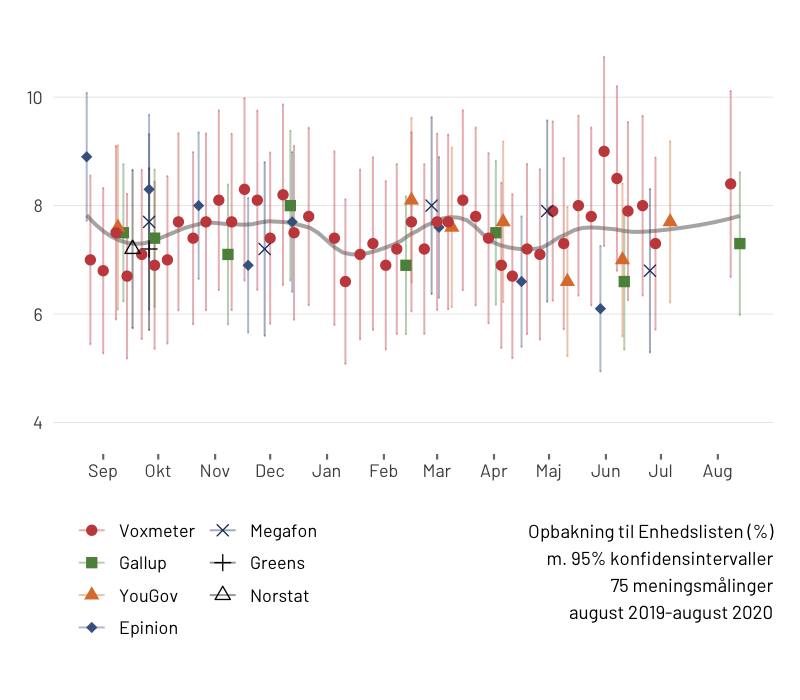 10
8
6
4
Sep Okt Nov Dec Jan Feb Mar Apr Maj Jun Jul Aug
Voxmeter Megafon
Gallup Greens
YouGov Norstat
Epinion
Opbakning til Enhedslisten (%)
m. 95% konfidensintervaller
75 meningsmålinger
august 2019-august 2020